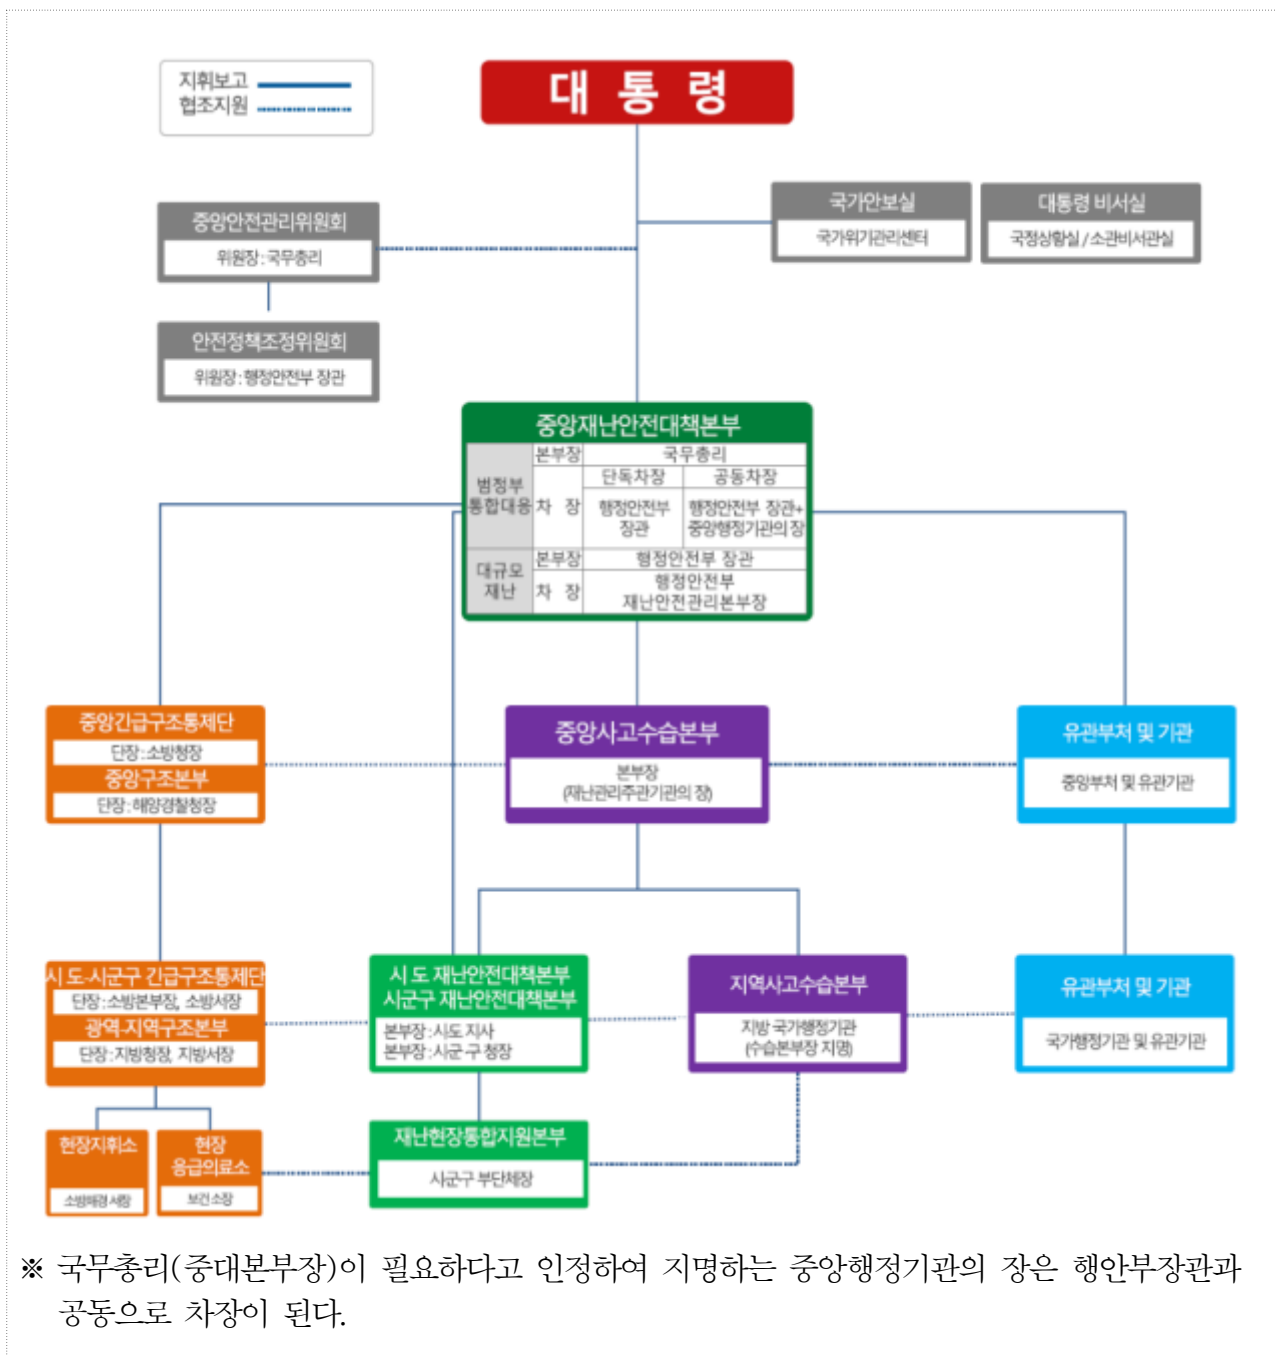 지휘보고
협조지원
대 통 령
국가안보실
국가위기관리센터
대통령 비서실
국정상황실 / 소관비서관실
중앙안전관리위원회
위원장 : 국무총리
안전정책조정위원회
위원장 : 행정안전부 장관
중앙재난안전대책본부
범정부
통합대응
본부장
국무총리
차 장
단독차장
공동차장
행정안전부
장관
행정안전부 장관+
중앙행정기관의 장
대규모
재난
본부장
행정안전부 장관
차 장
행정안전부
재난안전관리본부장
중앙긴급구조통제단
단장 : 소방청장
중앙구조본부
단장 : 해양경찰청장
중앙사고수습본부
본부장
(재난관리주관기관의 장)
유관부처 및 기관
중앙부처 및 유관기관
시 도-시군구 긴급구조통제단
단장 : 소방본부장, 소방서장
광역-지역구조본부
단장 : 지방청장, 지방서장
시 도 재난안전대책본부
시군구 재난안전대책본부
본부장 : 시도 지사
본부장 : 시군 구 청장
지역사고수습본부
지방 국가행정기관
(수습본부장 지명)
유관부처 및 기관
국가행정기관 및 유관기관
현장지휘소
현장
응급의료소
보건 소장
재난현장통합지원본부
시군구 부단체장
※ 국무총리(중대본부장)이 필요하다고 인정하여 지명하는 중앙행정기관의 장은 행안부장관과
공동으로 차장이 된다.